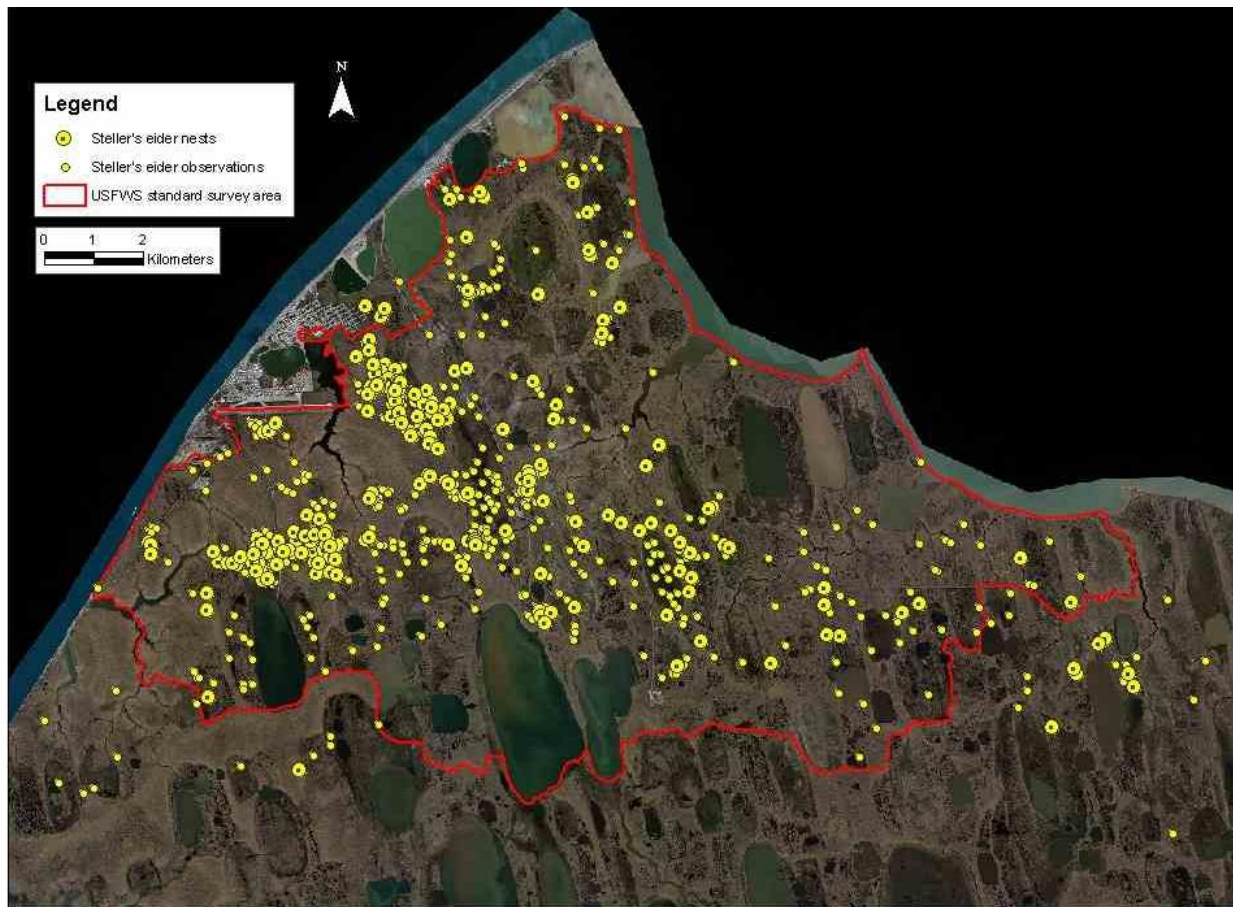 N
Legend
Steller's eider nests
Steller's eider observations
USFWS standard survey area
0 1 2
Kilometers